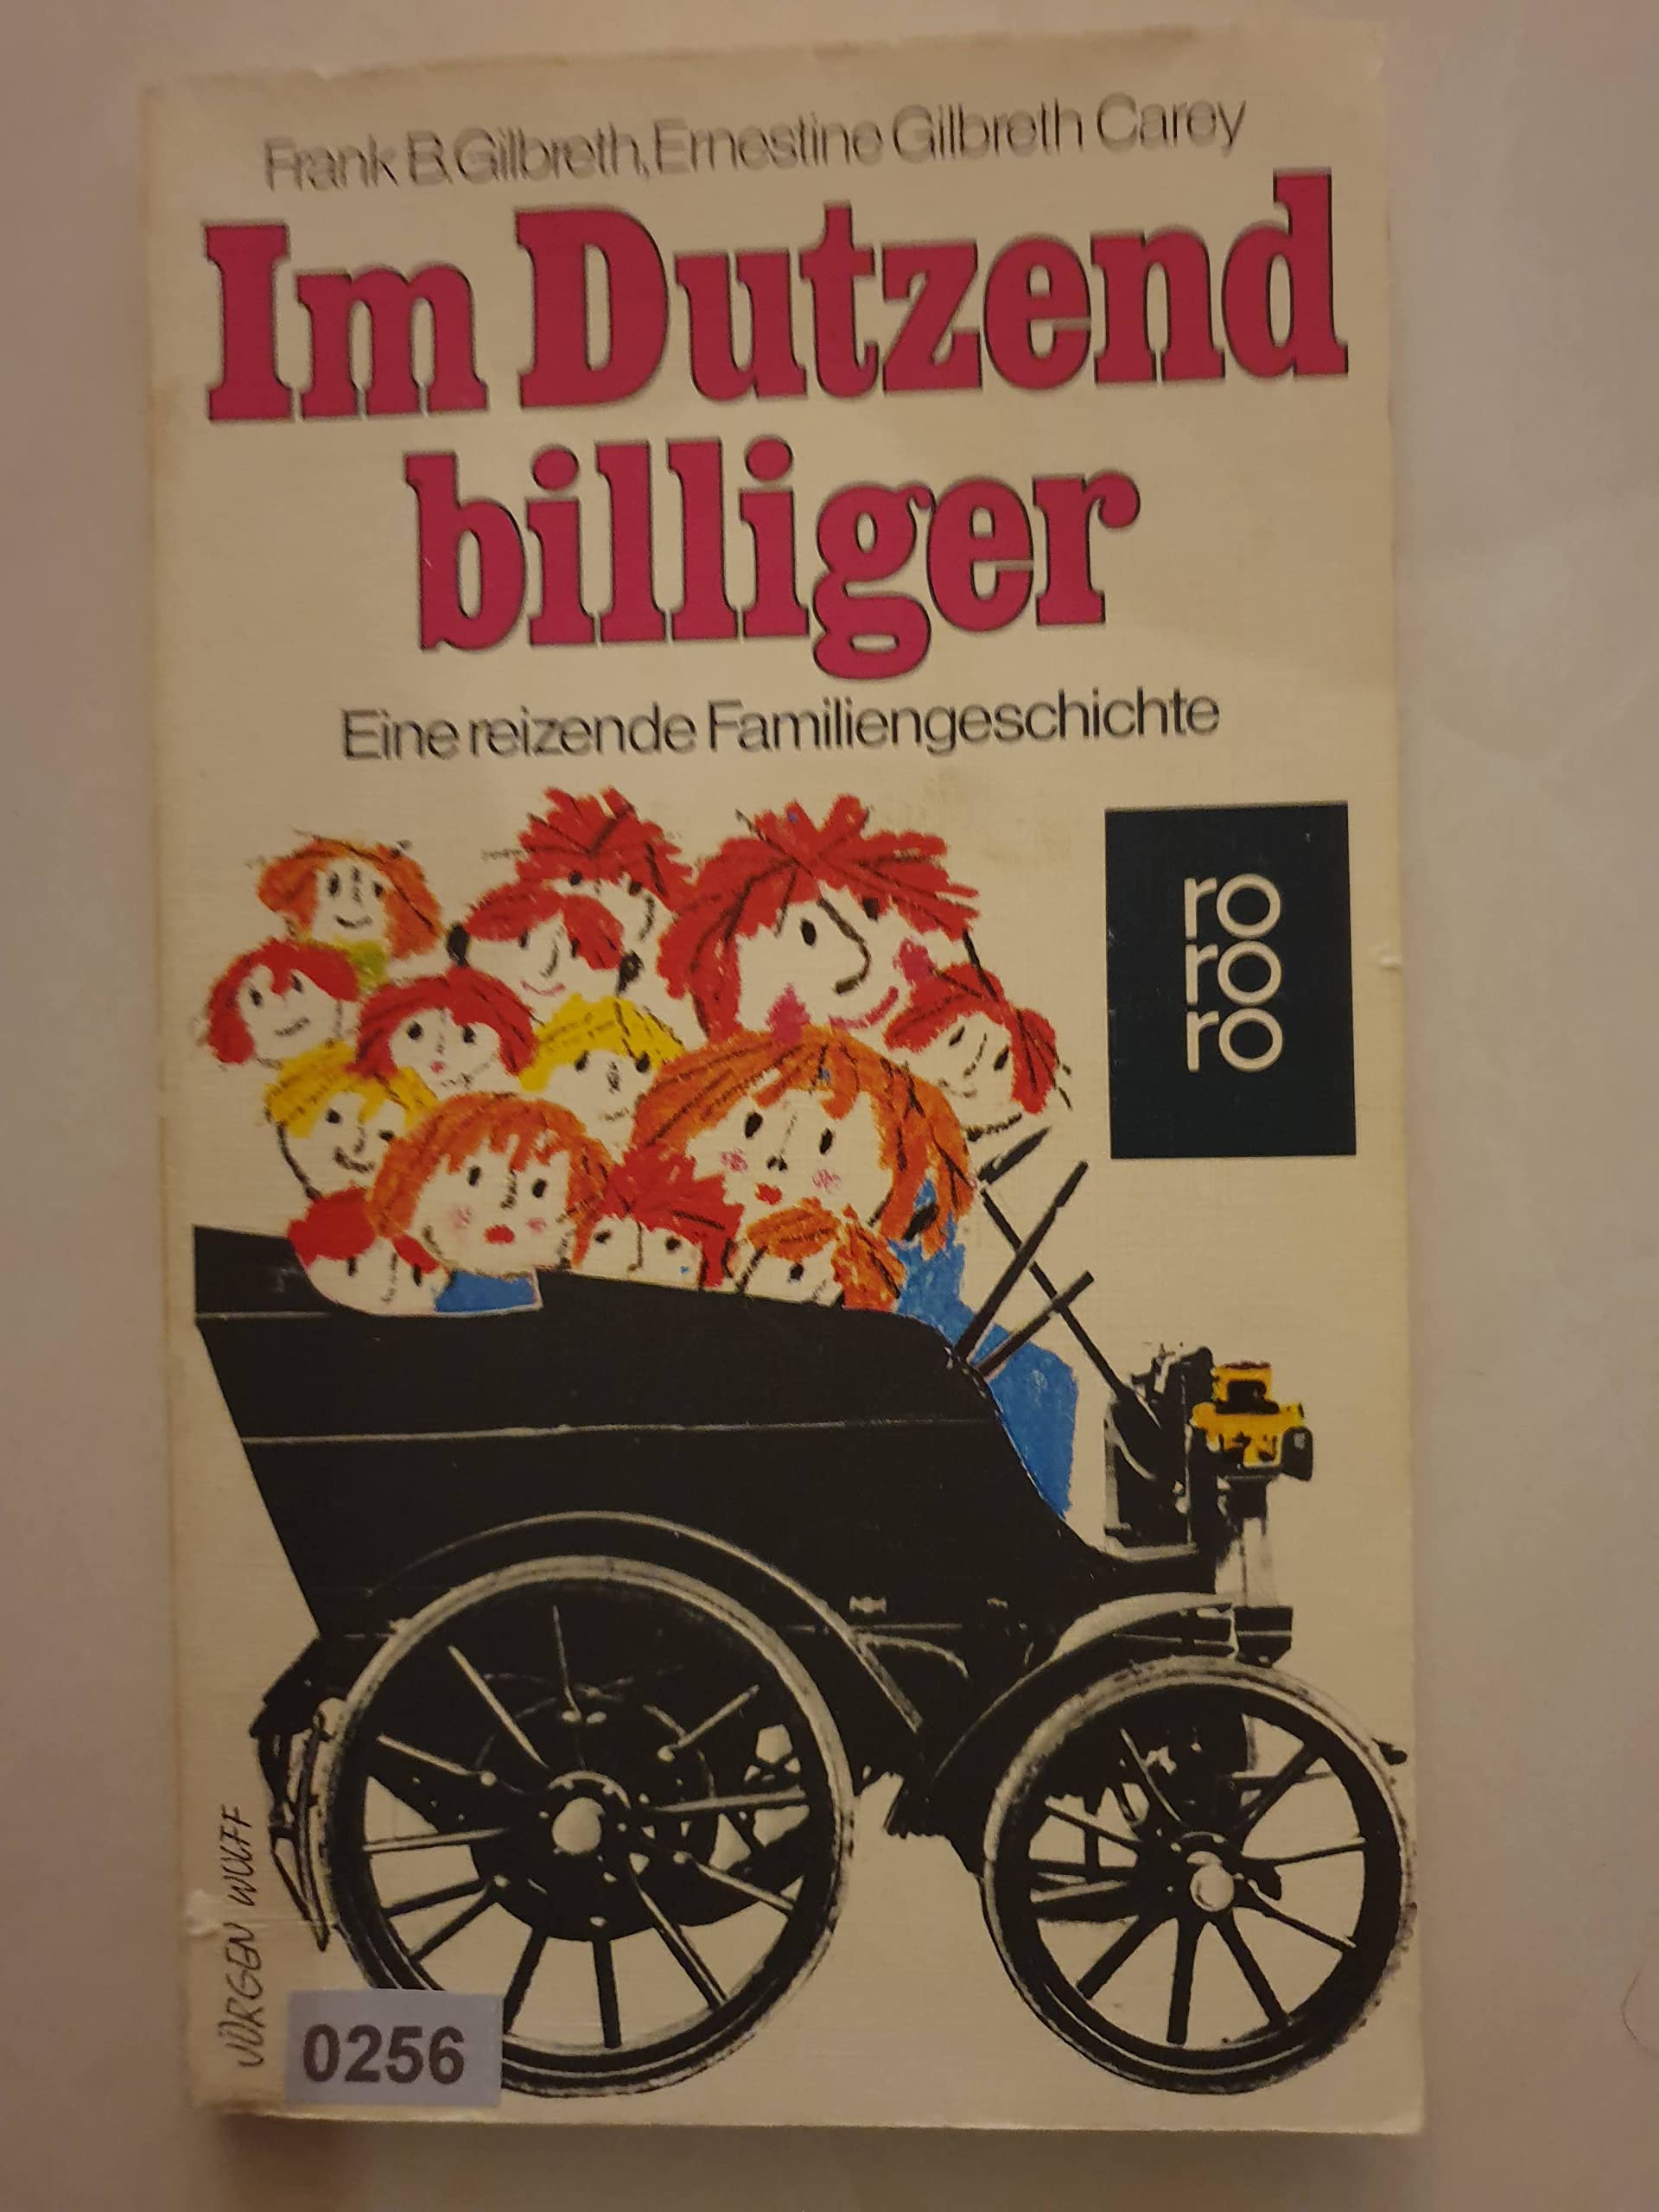 Frank B. Gilbreth, Ernestine Gilbreth Carey
Im Dutzend
billiger
Eine reizende Familiengeschichte
ro
ro
ro
JÜRGEN WULFF
0256